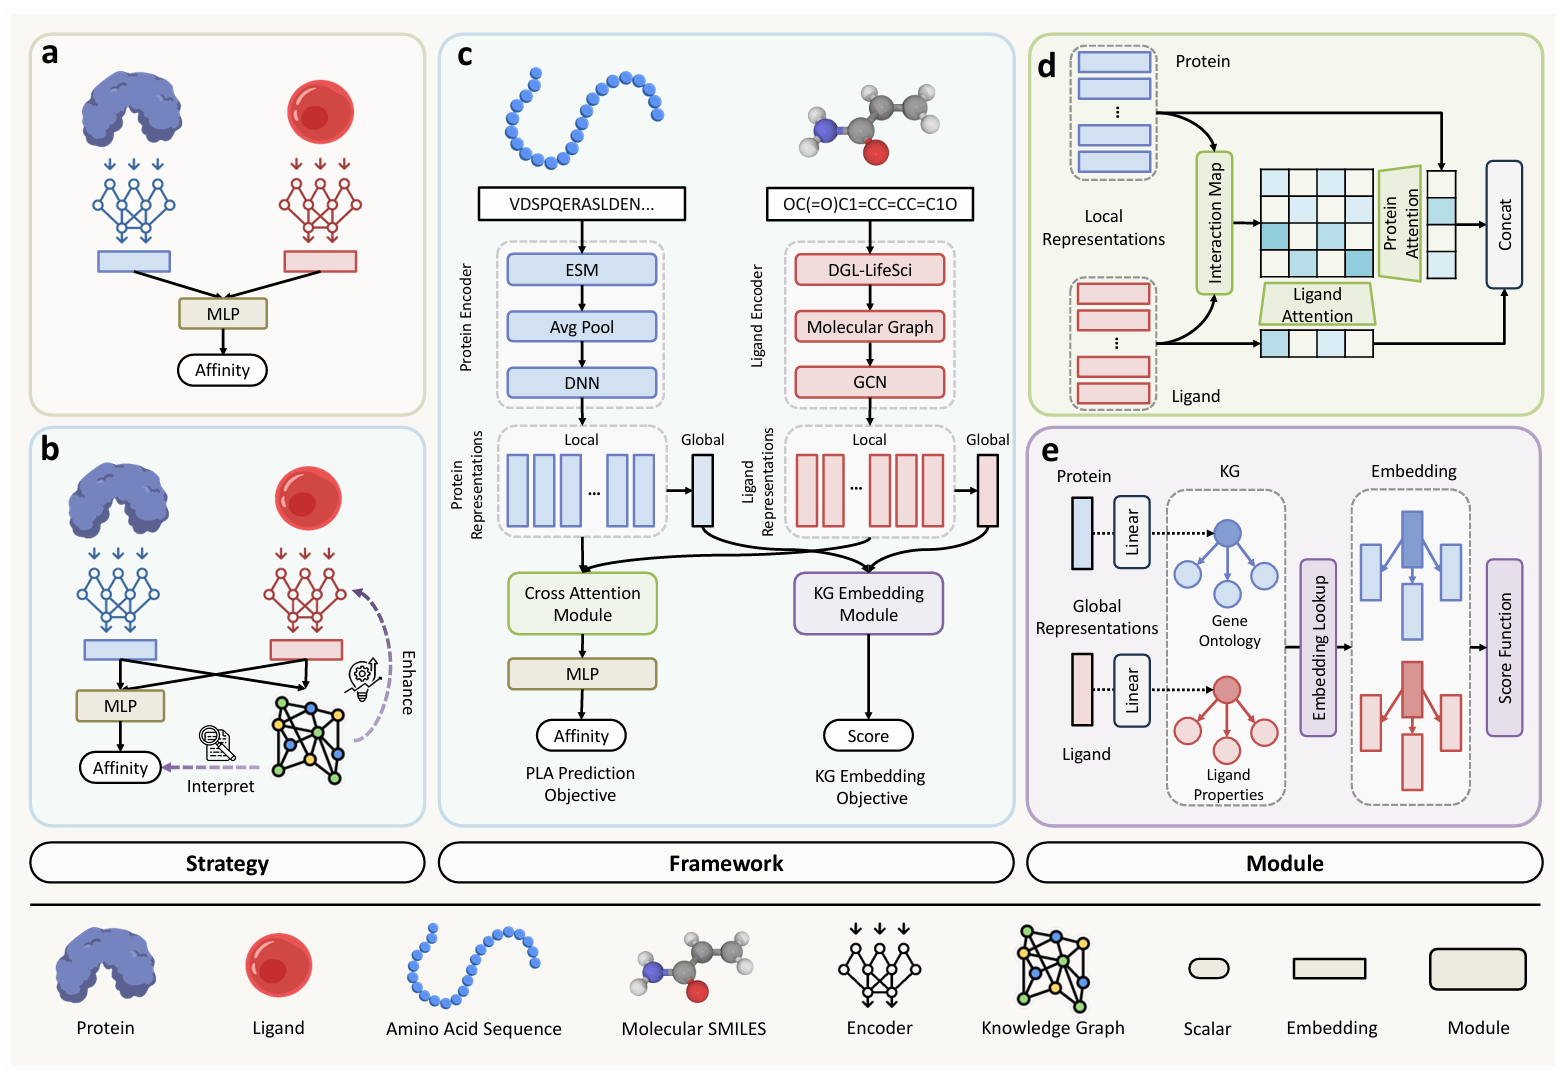 a
MLP
Affinity
b
MLP
Affinity
Interpret
Enhance
c
VDSPQERASLDEN...
OC(=O)C1=CC=CC=C1O
Protein Encoder
ESM
Avg Pool
DNN
Ligand Encoder
DGL-LifeSci
Molecular Graph
GCN
Protein
Representations
Local
...
Global
Ligand
Representations
Local
...
Global
Cross Attention
Module
KG Embedding
Module
MLP
Affinity
Score
PLA Prediction
Objective
KG Embedding
Objective
d
Protein
...
Local
Representations
...
Ligand
Interaction Map
Protein
Attention
Ligand
Attention
Concat
e
Protein
Linear
Global
Representations
Linear
Ligand
KG
Gene
Ontology
Ligand
Properties
Embedding Lookup
Embedding
Score Function
Strategy
Framework
Module
Protein
Ligand
Amino Acid Sequence
Molecular SMILES
Encoder
Knowledge Graph
Scalar
Embedding
Module